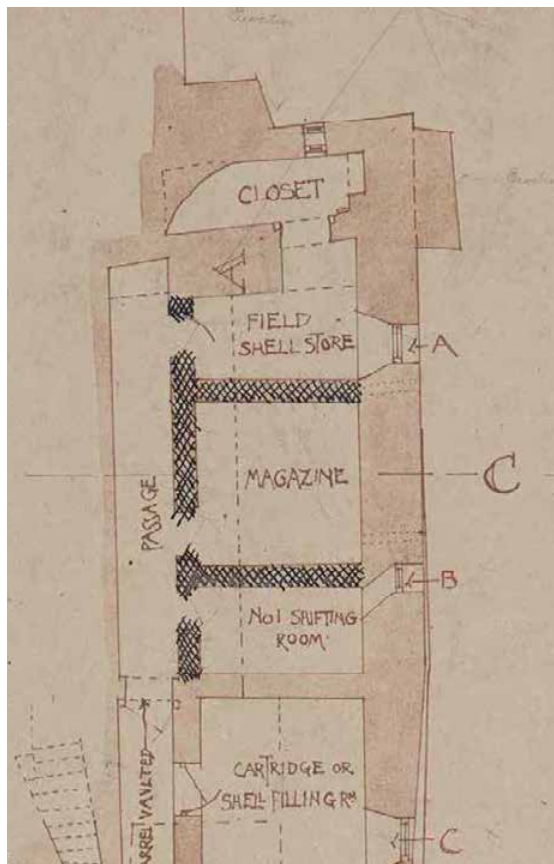 CLOSET
A
FIELD
SHELL STORE
A
MAGAZINE
C
PASSAGE
B
No1 SHIFTING
ROOM
CARTRIDGE OR
SHELL FILLING RM
BARREL VAULTED
C